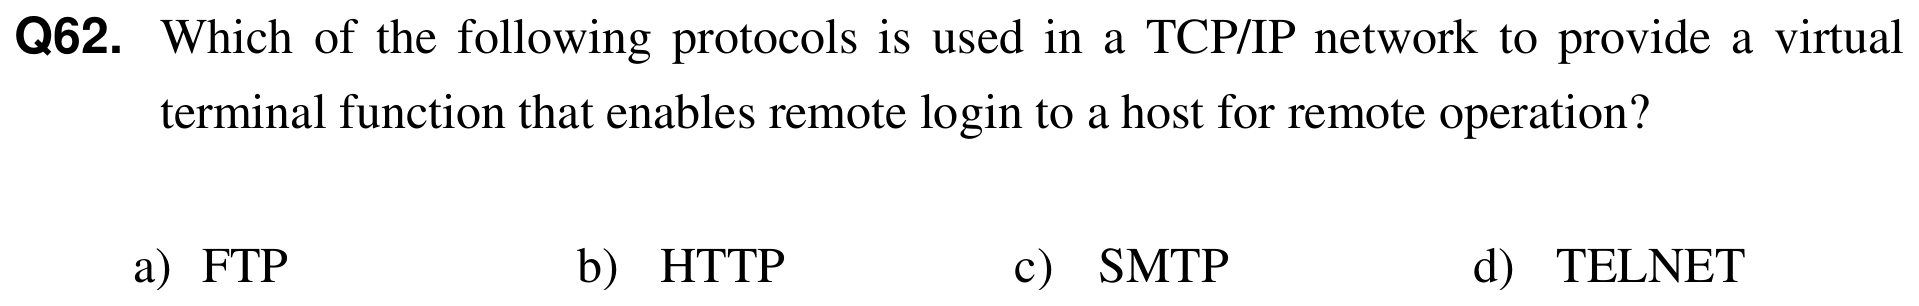 Q62. Which of the following protocols is used in a TCP/IP network to provide a virtual
terminal function that enables remote login to a host for remote operation?
a) FTP b) HTTP c) SMTP d) TELNET